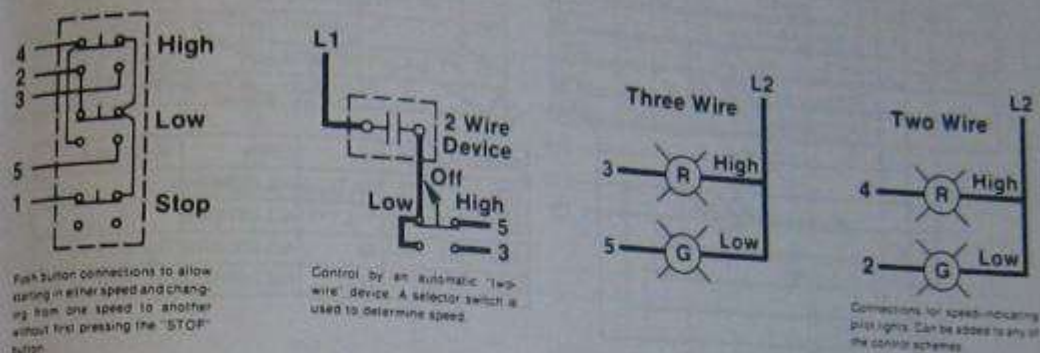 4
2
3
5
1
High
Low
Stop
Push button connections to allow
starting in either speed and chang-
ing from one speed to another
without first pressing the "STOP"
button.
L1
2 Wire
Device
Off
Low High
5
3
Control by an automatic "two-
wire" device. A selector switch is
used to determine speed.
Three Wire
L2
3 R High
5 G Low
Two Wire
L2
4 R High
2 G Low
Connections for speed-indicating
pilot lights. Can be added to any of
the control schemes